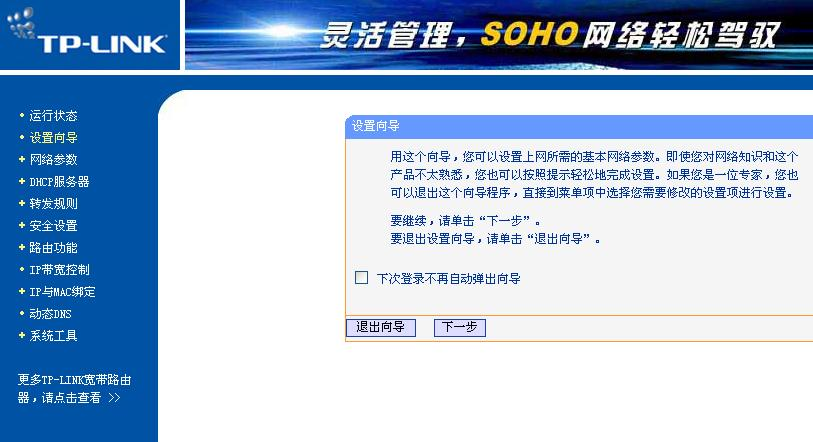 TP-LINK
灵活管理，SOHO网络轻松驾驭
运行状态
设置向导
网络参数
DHCP服务器
转发规则
安全设置
路由功能
IP带宽控制
IP与MAC绑定
动态DNS
系统工具
更多TP-LINK宽带路由
器，请点击查看 >>
设置向导
用这个向导，您可以设置上网所需的基本网络参数。即使您对网络知识和这个
产品不太熟悉，您也可以按照提示轻松地完成设置。如果您是一位专家，您也
可以退出这个向导程序，直接到菜单项中选择您需要修改的设置项进行设置。
要继续，请单击“下一步”。
要退出设置向导，请单击“退出向导”。
下次登录不再自动弹出向导
退出向导 下一步